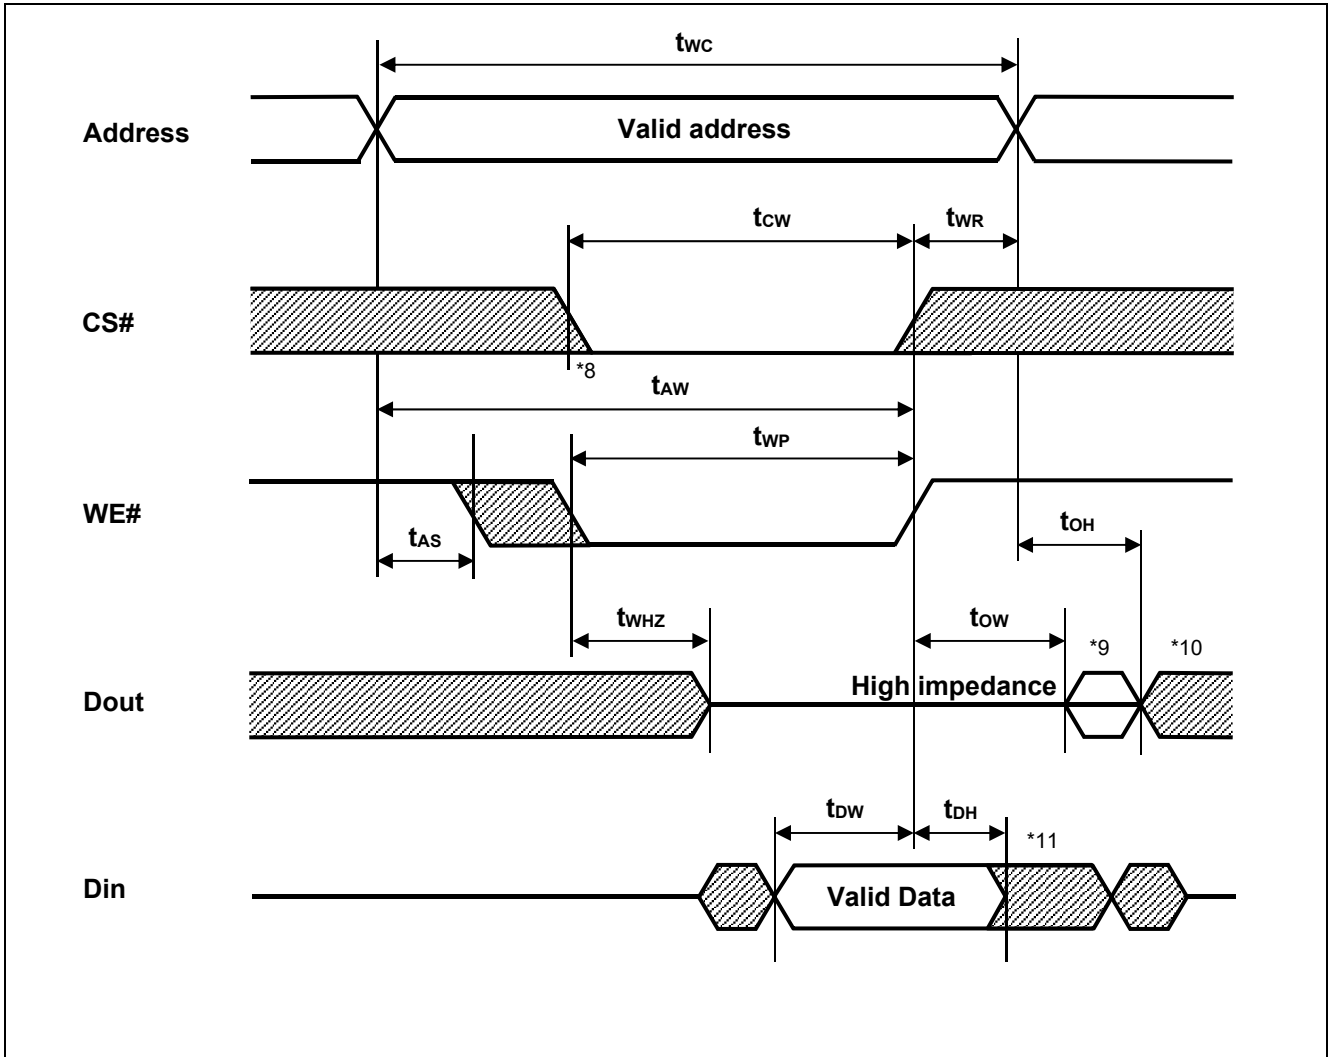 tWC
Address
Valid address
tCW
tWR
CS#
*8
tAW
tWP
WE#
tAS
tOH
tWHZ
tOW
*9
*10
Dout
High impedance
tDW
tDH
*11
Din
Valid Data